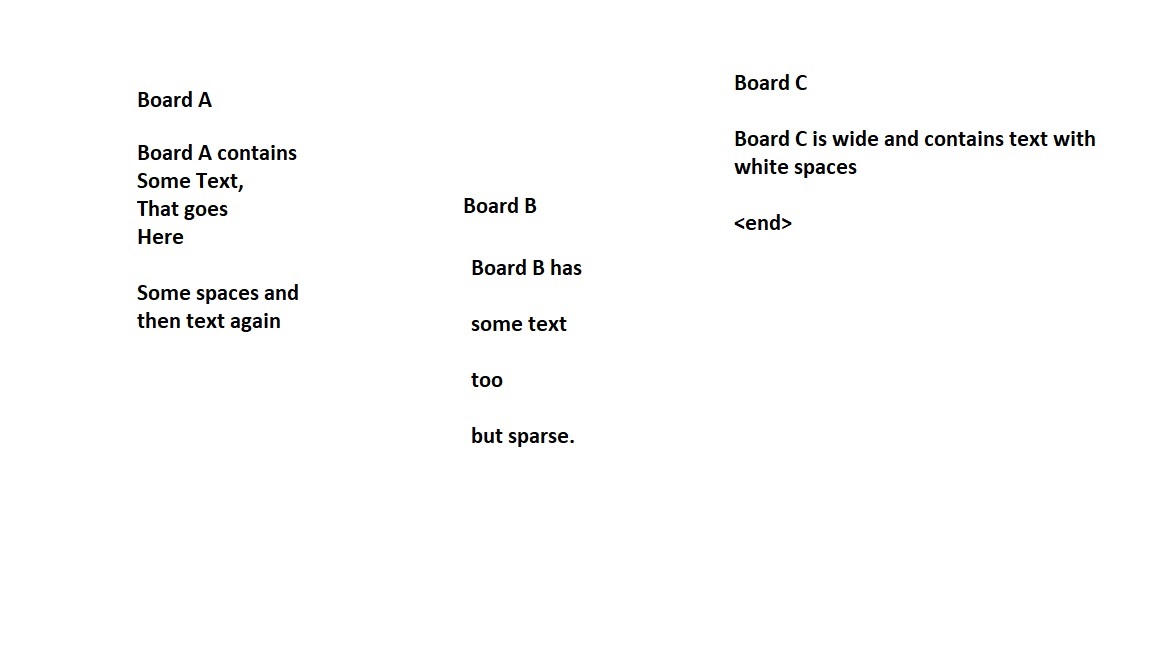 Board A
Board A contains
Some Text,
That goes
Here
Some spaces and
then text again
Board B
Board B has
some text
too
but sparse.
Board C
Board C is wide and contains text with
white spaces
<end>